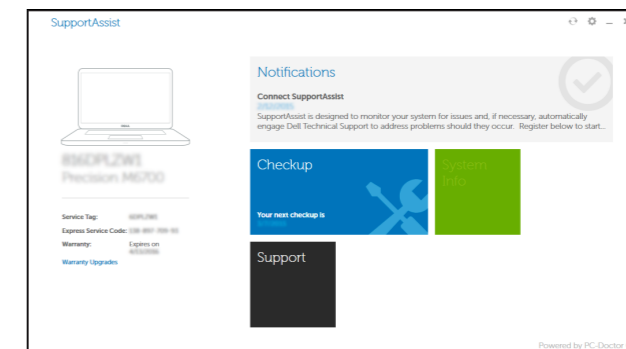 SupportAssist
Notifications
Connect SupportAssist
SupportAssist is designed to monitor your system for issues and, if necessary, automatically
engage Dell Technical Support to address problems should they occur. Register below to start...
Precision M6700
Checkup
System
Info
Your next checkup is
Service Tag:
Express Service Code:
Warranty: Expires on
Warranty Upgrades
Support
Powered by PC-Doctor